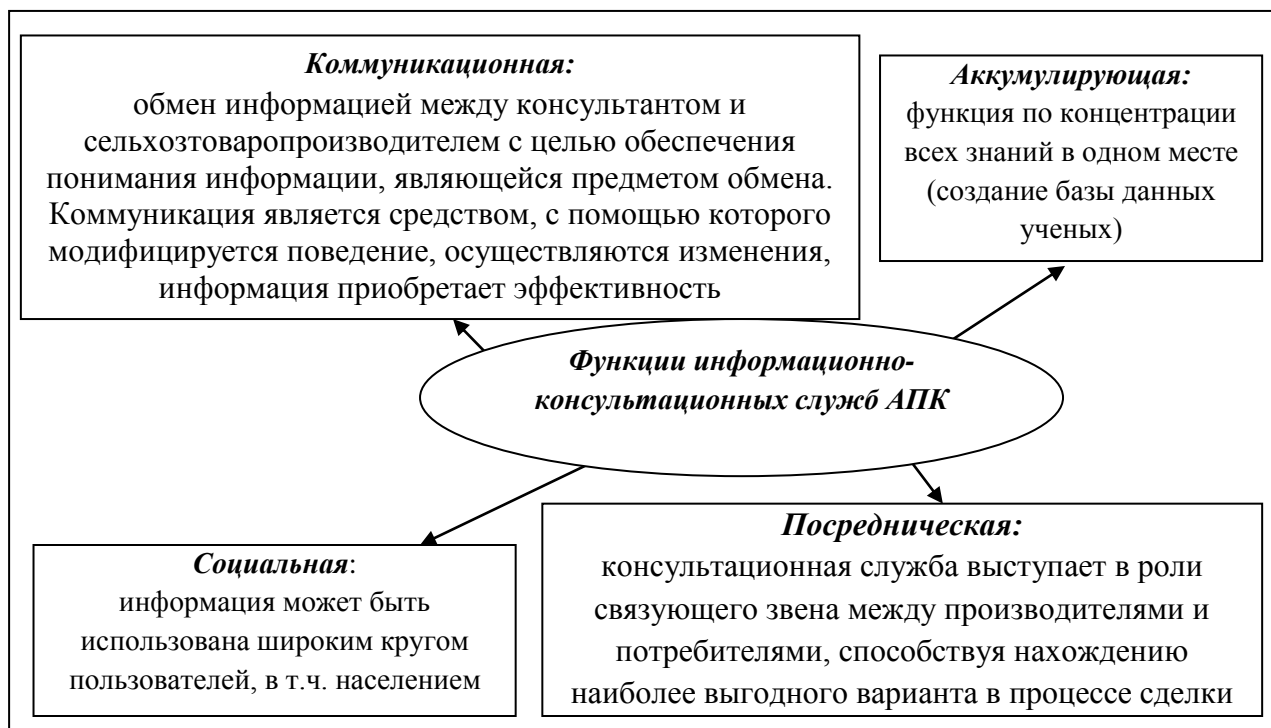 Коммуникационная:
обмен информацией между консультантом и
сельхозтоваропроизводителем с целью обеспечения
понимания информации, являющейся предметом обмена.
Коммуникация является средством, с помощью которого
модифицируется поведение, осуществляются изменения,
информация приобретает эффективность
Аккумулирующая:
функция по концентрации
всех знаний в одном месте
(создание базы данных
ученых)
Функции информационно-
консультационных служб АПК
Социальная:
информация может быть
использована широким кругом
пользователей, в т.ч. населением
Посредническая:
консультационная служба выступает в роли
связующего звена между производителями и
потребителями, способствуя нахождению
наиболее выгодного варианта в процессе сделки